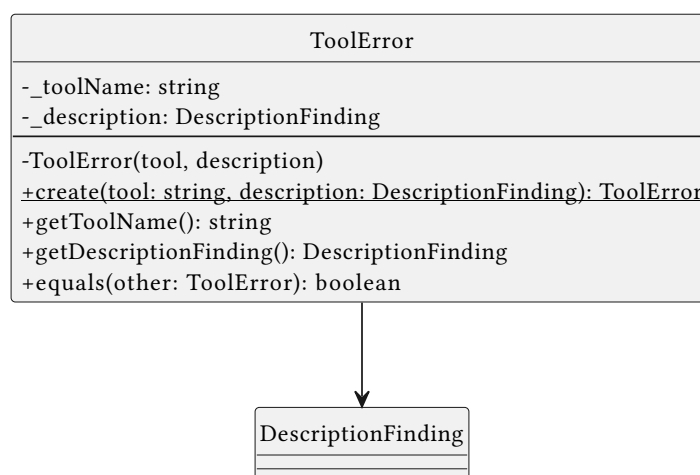 ToolError
-_toolName: string
-_description: DescriptionFinding
-ToolError(tool, description)
+create(tool: string, description: DescriptionFinding): ToolError
+getToolName(): string
+getDescriptionFinding(): DescriptionFinding
+equals(other: ToolError): boolean
DescriptionFinding